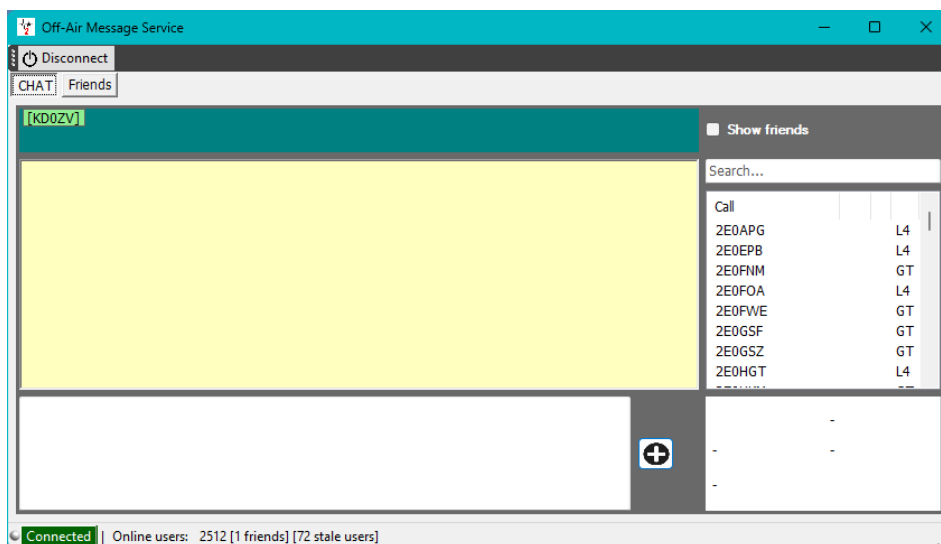 Off-Air Message Service
Disconnect
CHAT Friends
[KD0ZV]
Show friends
Search...
Call
2E0APG L4
2E0EPB L4
2E0FNM GT
2E0FOA L4
2E0FWE GT
2E0GSF GT
2E0GSZ GT
2E0HGT L4
-
- -
-
Connected | Online users: 2512 [1 friends] [72 stale users]